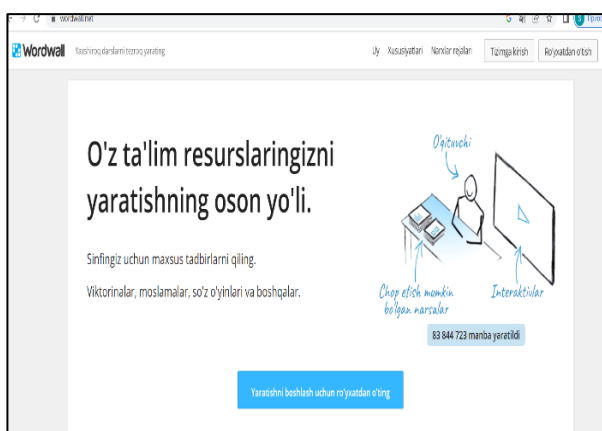 wordwall.net
Wordwall Yaxshiroq darslarni tezroq yarating
Uy Xususiyatlari Narxlar rejalari Tizimga kirish Ro'yxatdan o'tish
O'z ta'lim resurslaringizni
yaratishning oson yo'li.
Sinfingiz uchun maxsus tadbirlarni qiling.
Viktorinalar, moslamalar, so'z o'yinlari va boshqalar.
O'qituvchi
Chop etish mumkin
bo'lgan narsalar
Interaktivlar
83 844 723 manba yaratildi
Yaratishni boshlash uchun ro'yxatdan o'ting